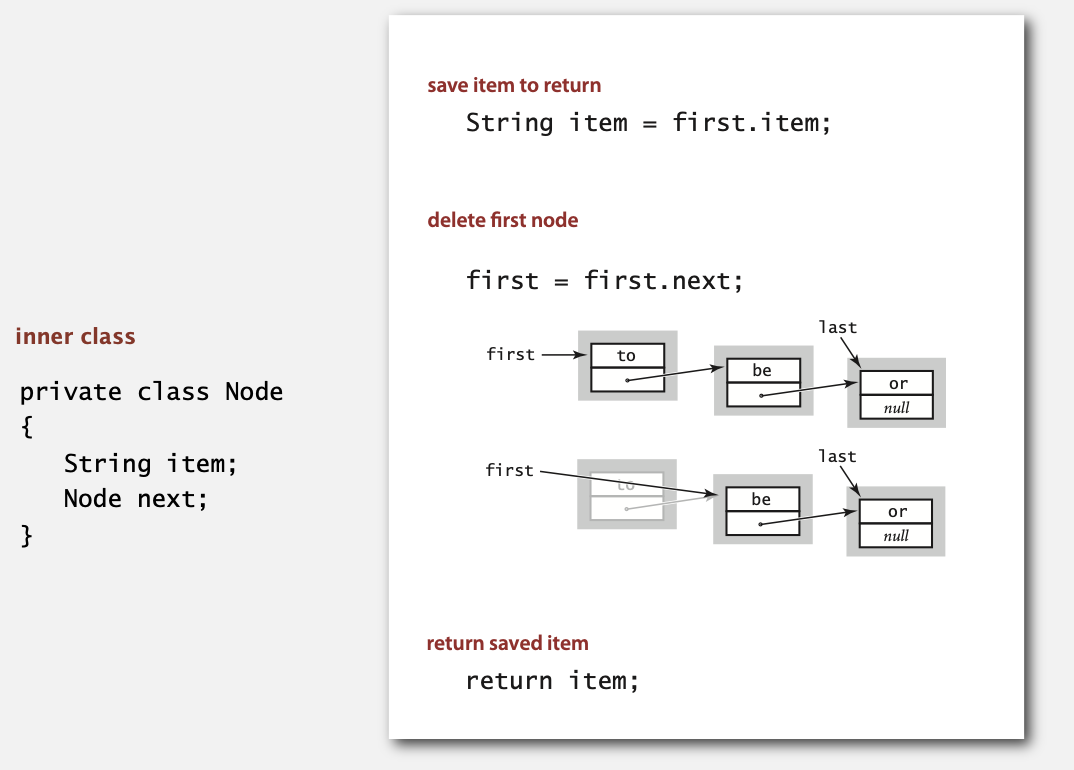 inner class
private class Node
{
String item;
Node next;
}
save item to return
String item = first.item;
delete first node
first = first.next;
first
to
be
last
or
null
first
to
be
last
or
null
return saved item
return item;